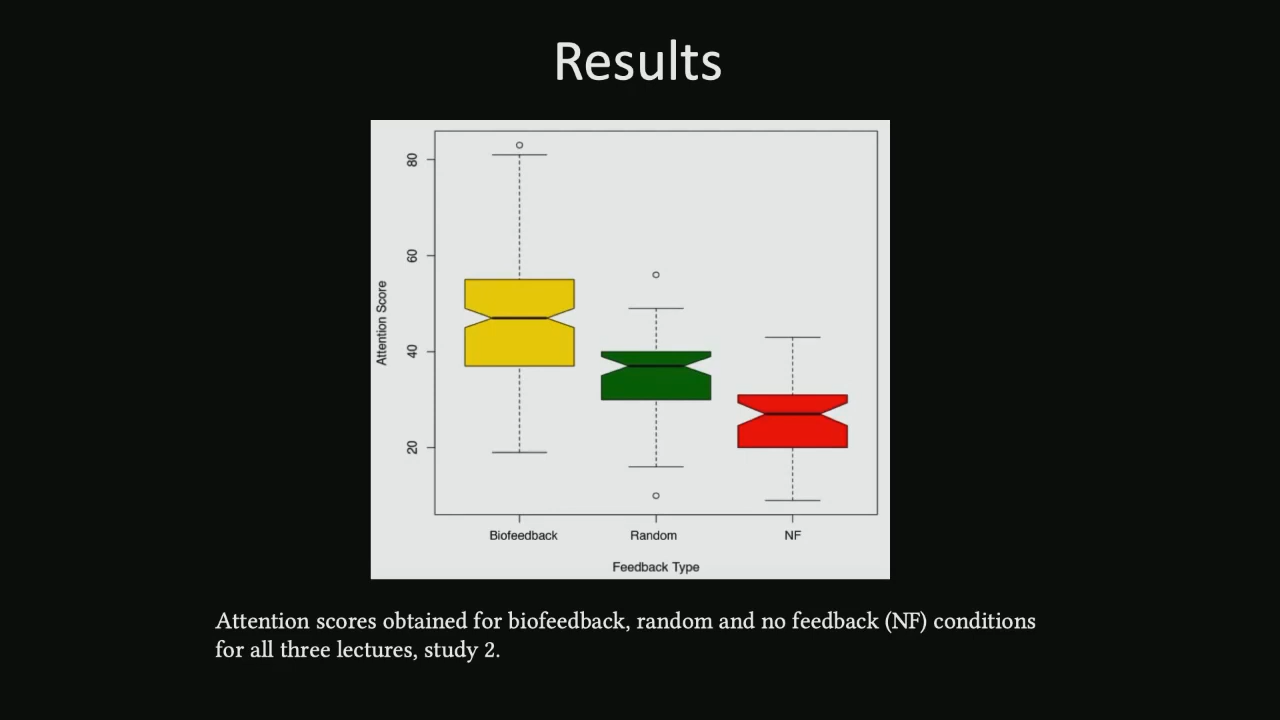 Results
80
60
40
20
Attention Score
Biofeedback Random NF
Feedback Type
Attention scores obtained for biofeedback, random and no feedback (NF) conditions
for all three lectures, study 2.